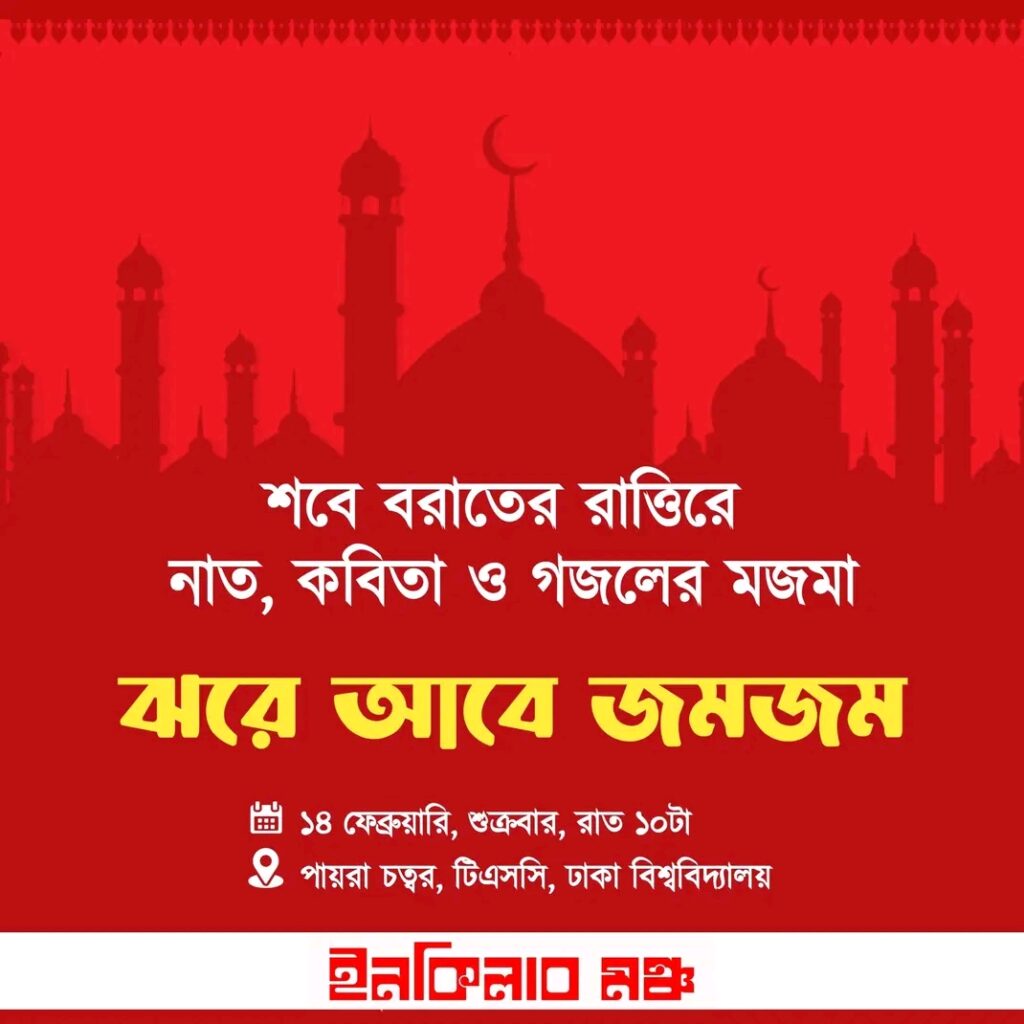 শবে বরাতের রাত্তিরে
নাত, কবিতা ও গজলের মজমা
ঝরে আবে জমজম
১৪ ফেব্রুয়ারি, শুক্রবার, রাত ১০টা
পায়রা চত্বর, টিএসসি, ঢাকা বিশ্ববিদ্যালয়
ইনকিলাব মঞ্চ